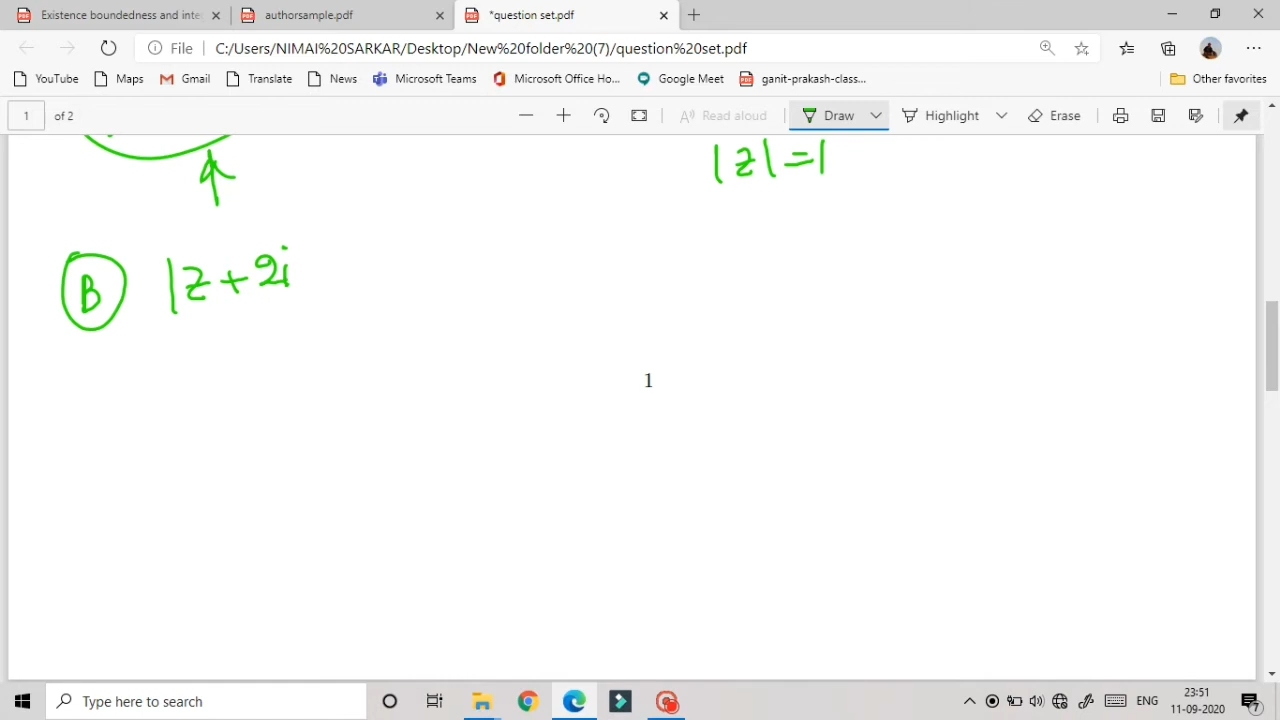 Existence boundedness and inte
authorsample.pdf
*question set.pdf
File
C:/Users/NIMAI%20SARKAR/Desktop/New%20folder%20(7)/question%20set.pdf
YouTube
Maps
Gmail
Translate
News
Microsoft Teams
Microsoft Office Ho...
Google Meet
ganit-prakash-class...
Other favorites
1 of 2
Read aloud
Draw
Highlight
Erase
|z|=1
B |z+2i
1
Type here to search
ENG
23:51
11-09-2020
7